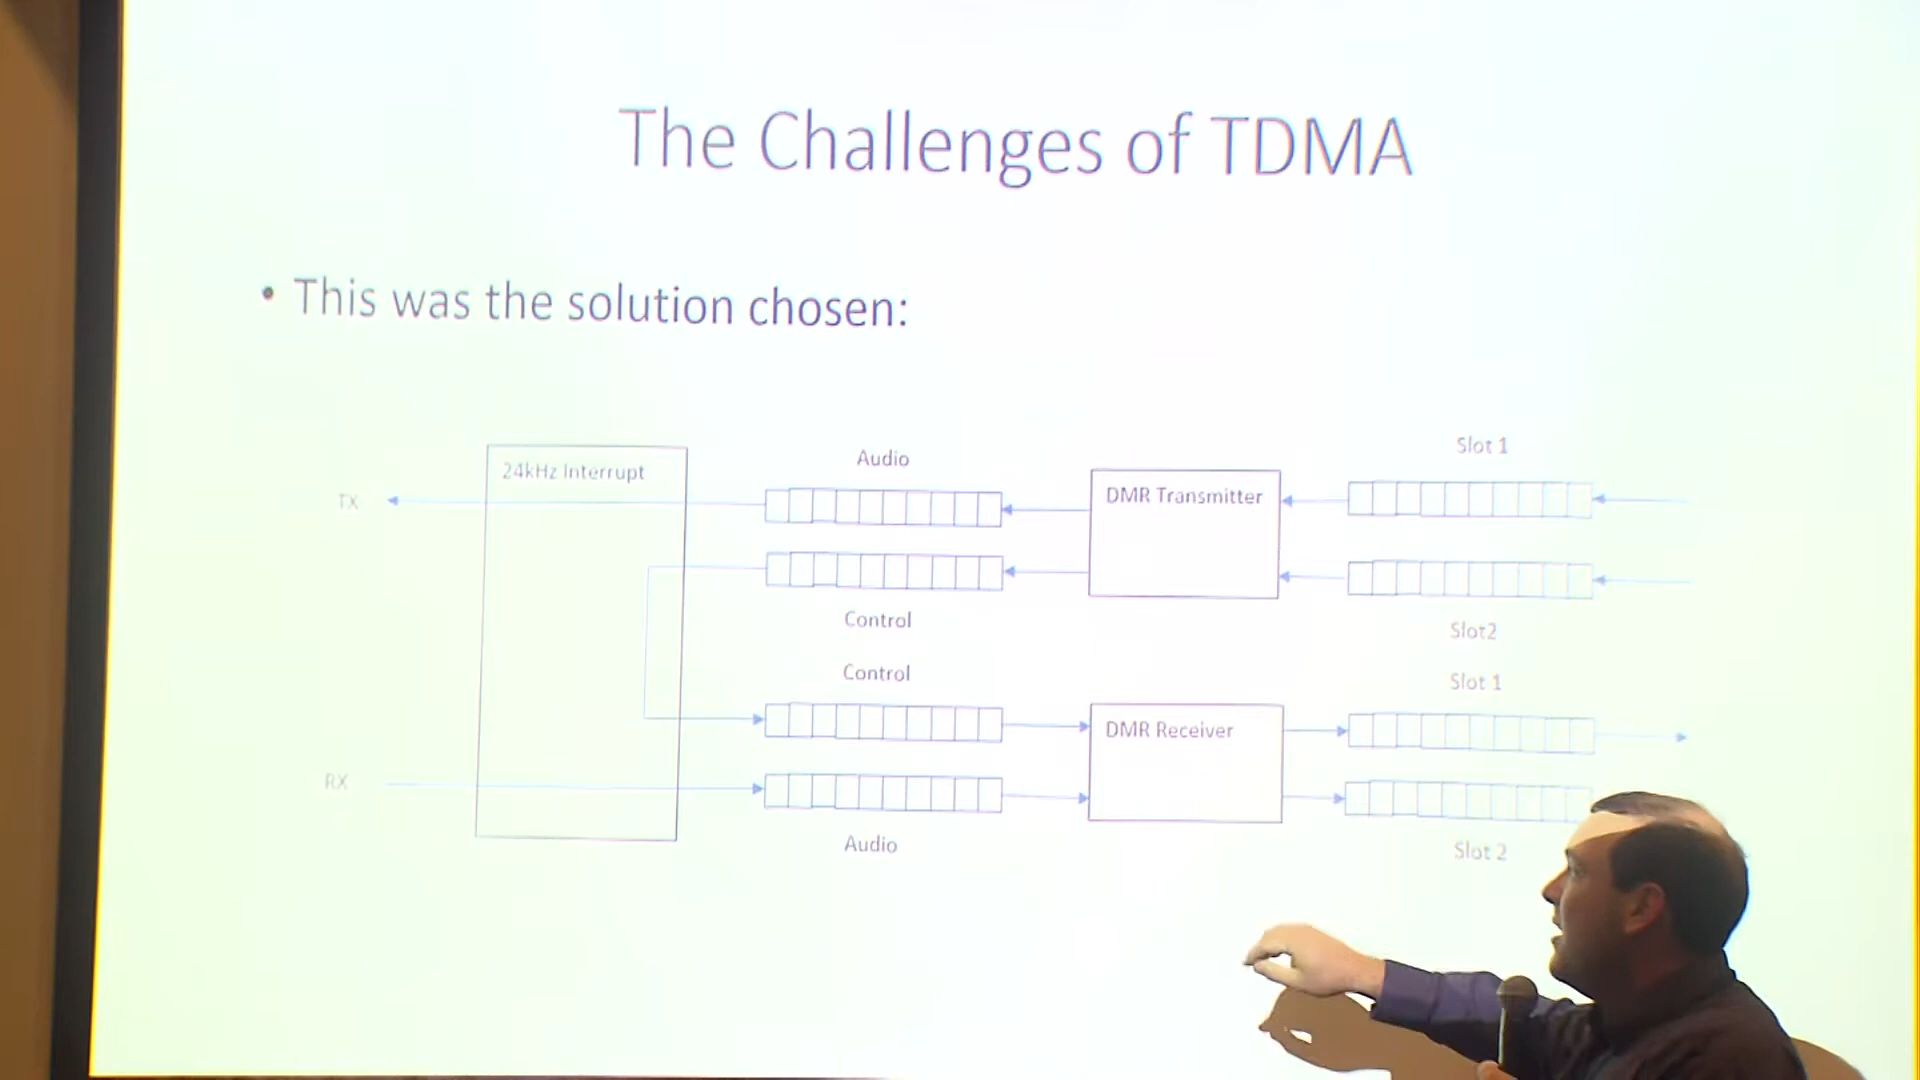 The Challenges of TDMA
• This was the solution chosen:
Slot 1
Audio
24kHz Interrupt
DMR Transmitter
TX
Control
Slot2
Control
Slot 1
DMR Receiver
RX
Audio
Slot 2